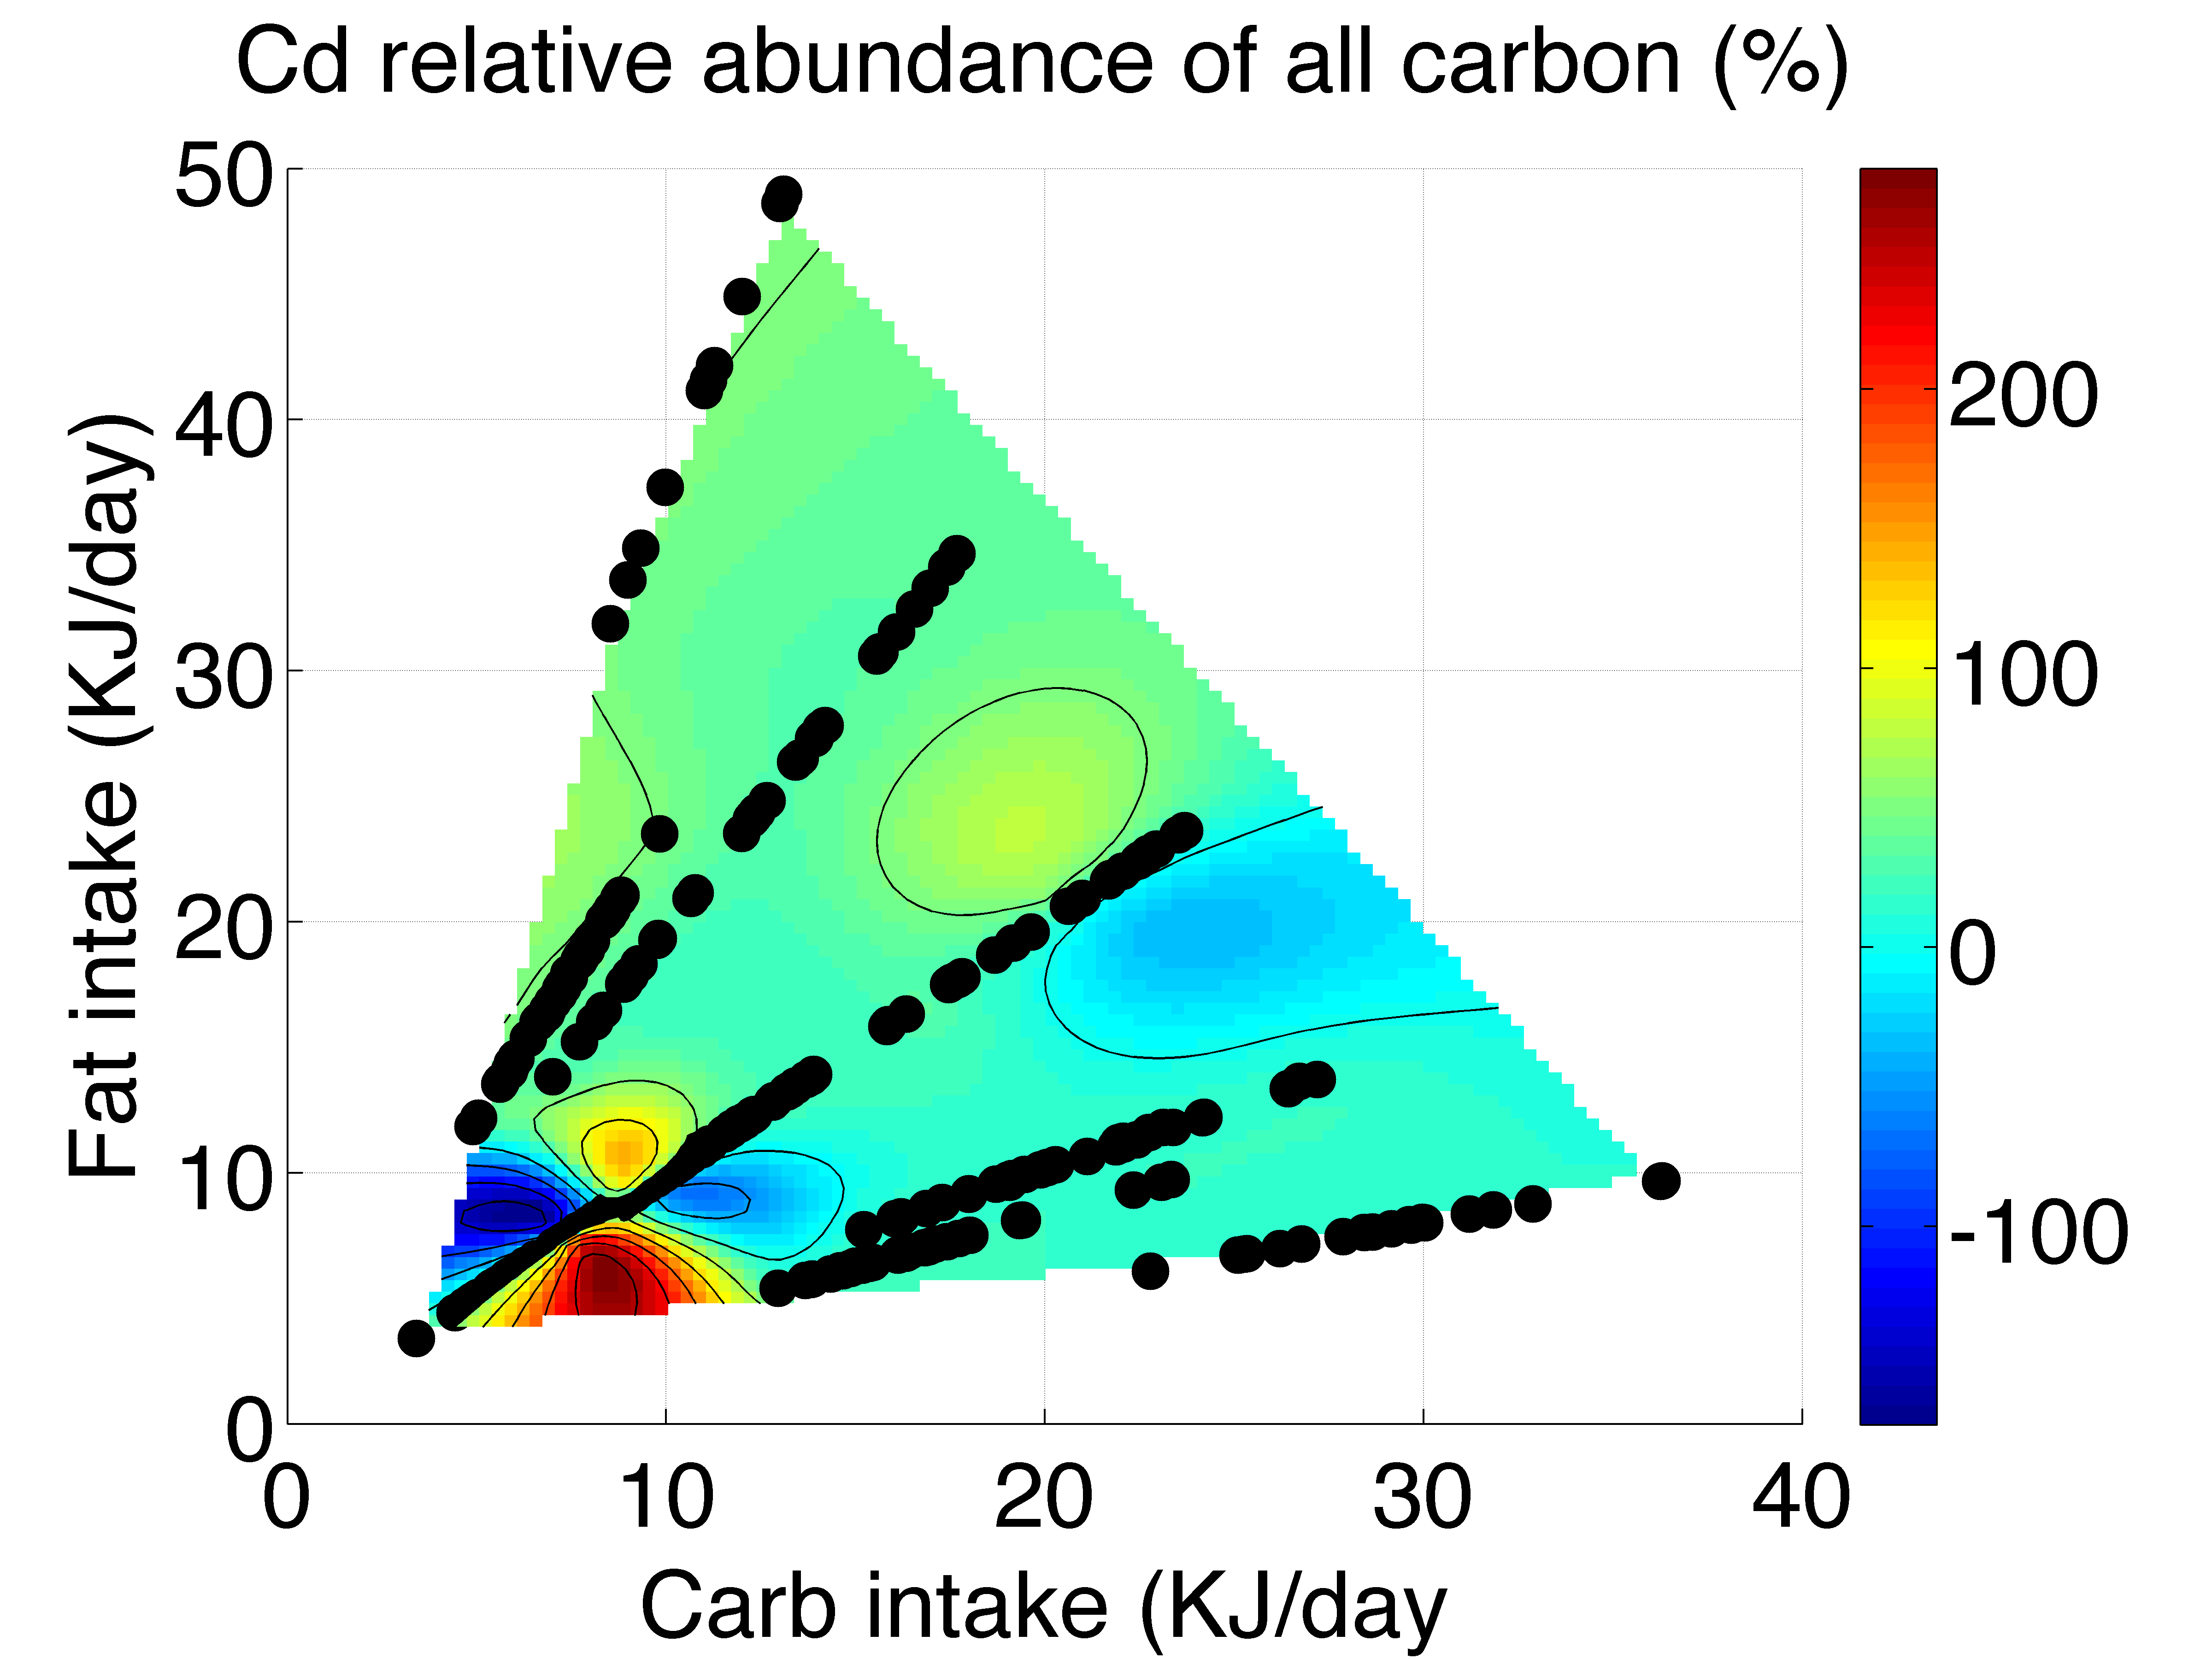 Cd relative abundance of all carbon (%)
50
40
30
20
10
0
Fat intake (KJ/day)
0 10 20 30 40
Carb intake (KJ/day
200
100
0
-100